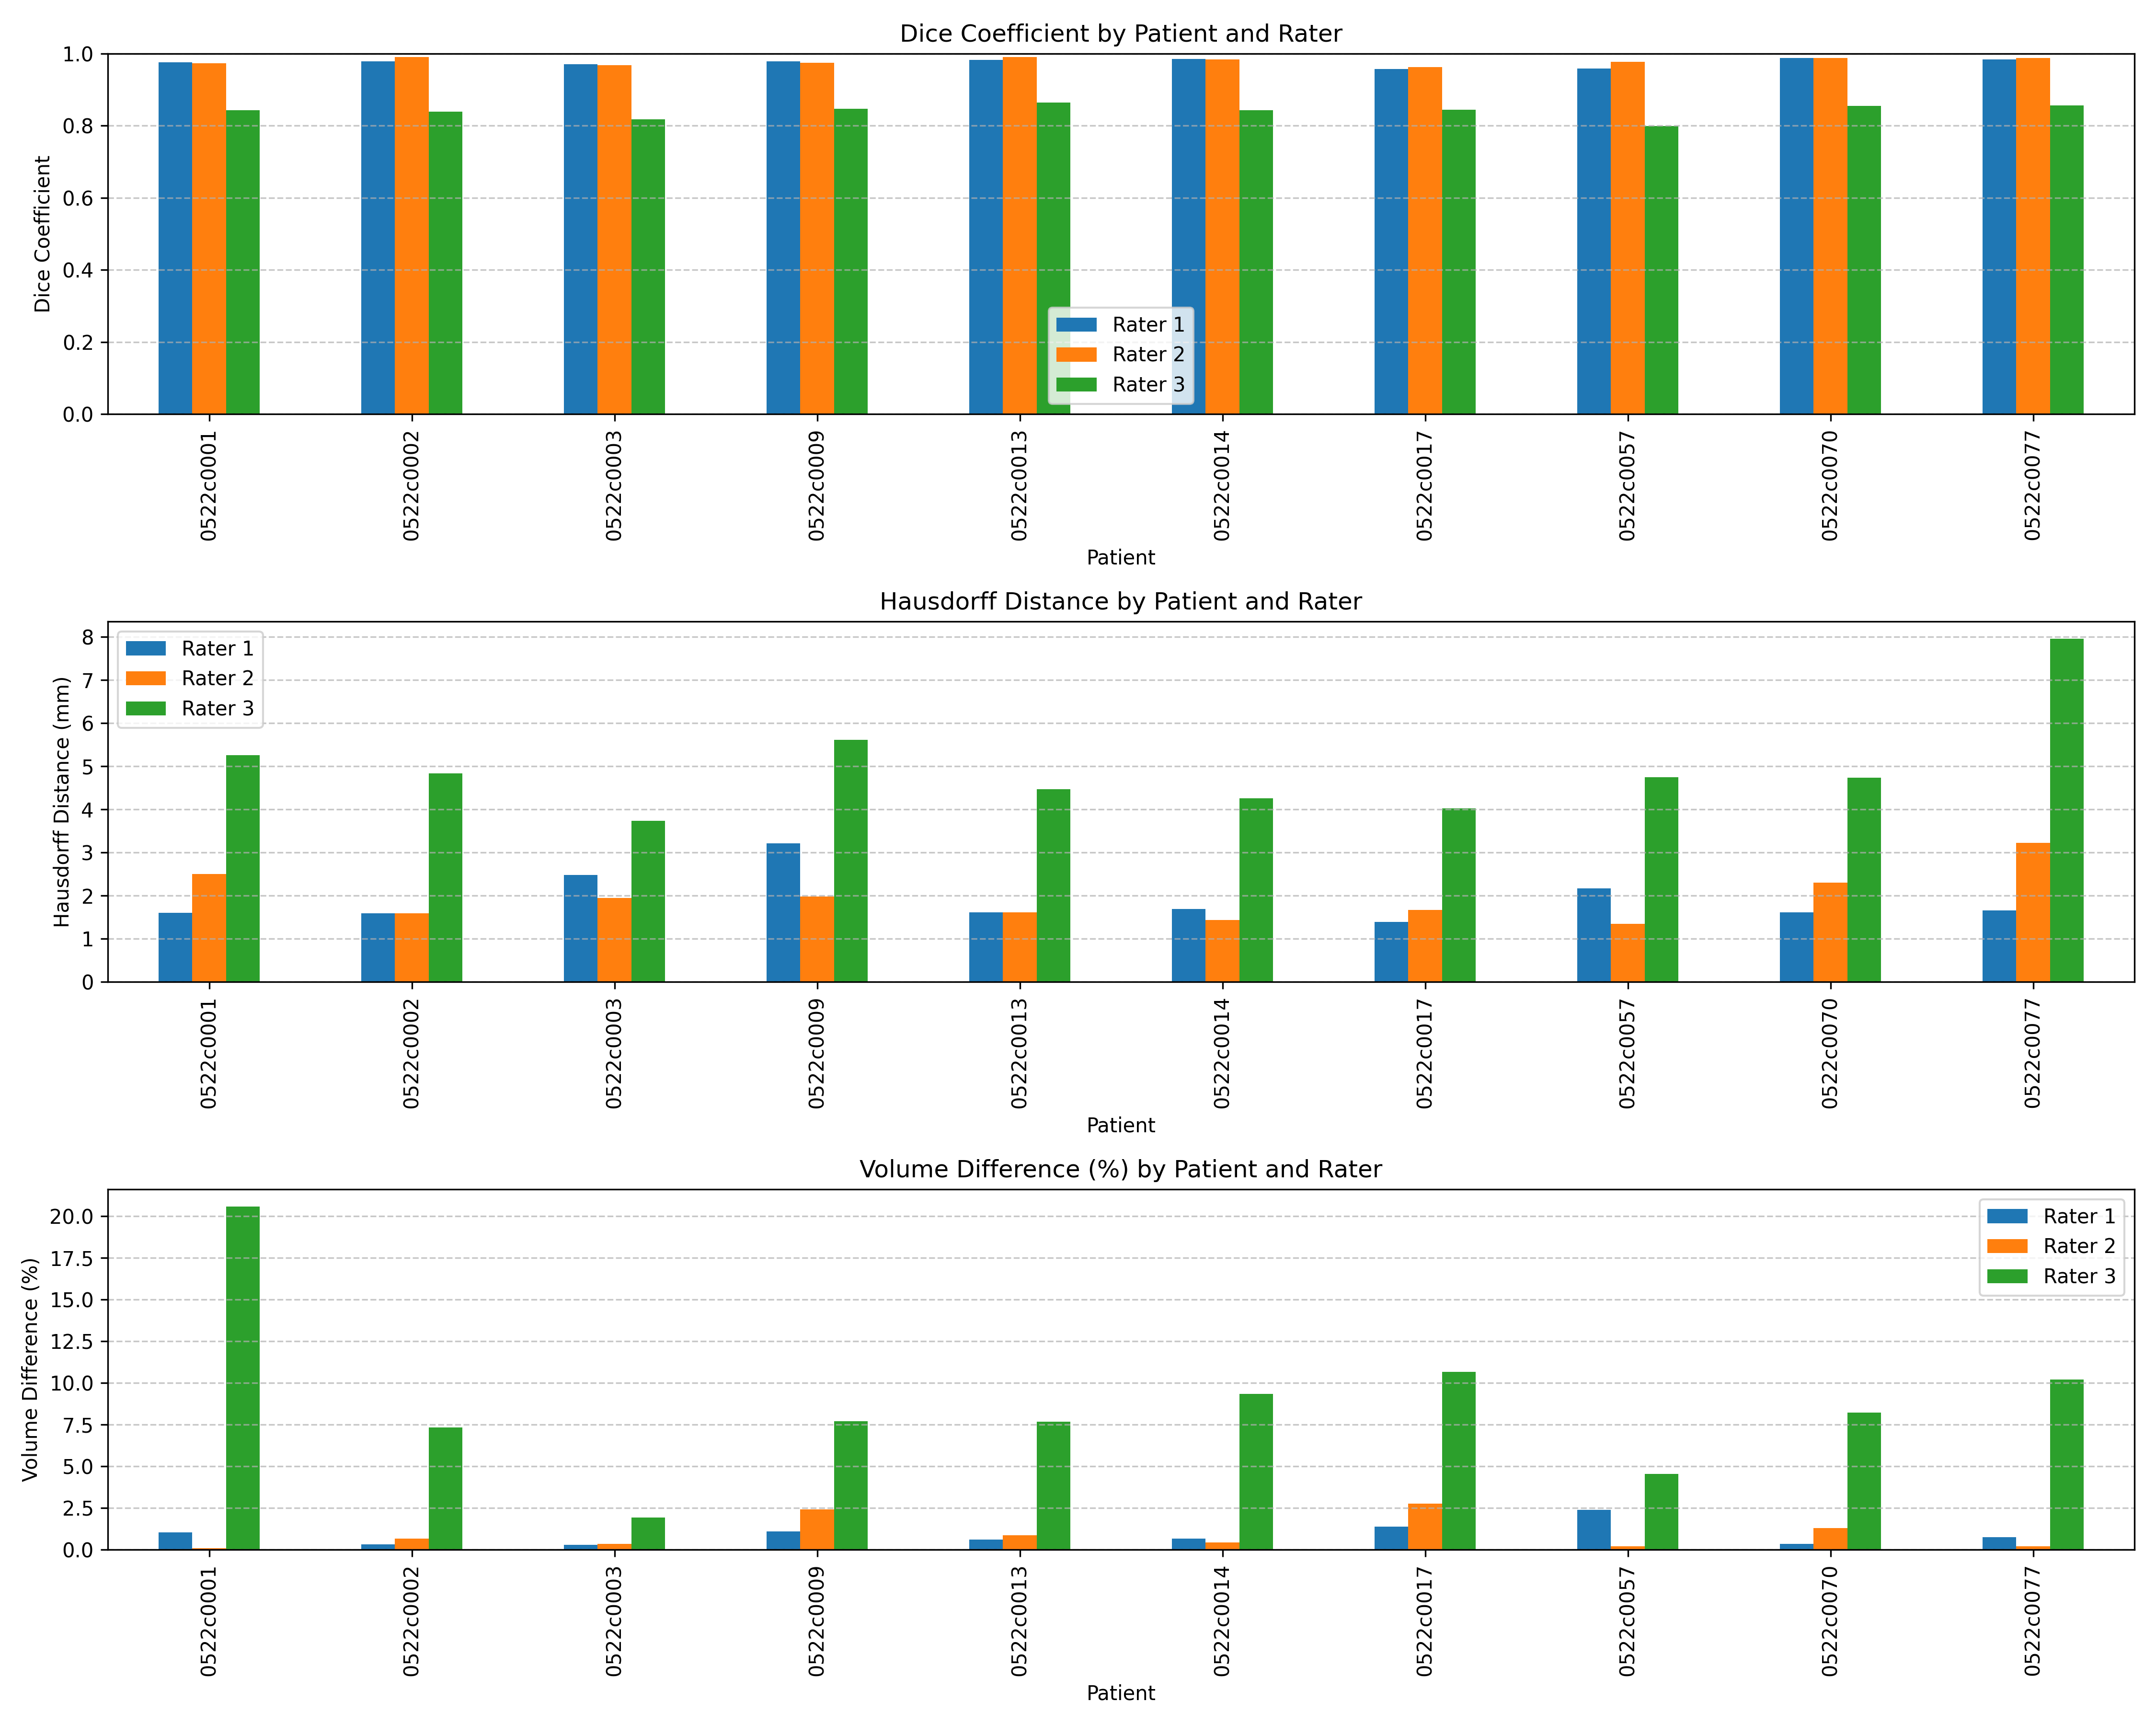 Dice Coefficient by Patient and Rater
Dice Coefficient
1.0
0.8
0.6
0.4
0.2
0.0
Rater 1
Rater 2
Rater 3
0522c0001
0522c0002
0522c0003
0522c0009
0522c0013
0522c0014
0522c0017
0522c0057
0522c0070
0522c0077
Patient
Hausdorff Distance by Patient and Rater
Hausdorff Distance (mm)
8
7
6
5
4
3
2
1
0
Rater 1
Rater 2
Rater 3
0522c0001
0522c0002
0522c0003
0522c0009
0522c0013
0522c0014
0522c0017
0522c0057
0522c0070
0522c0077
Patient
Volume Difference (%) by Patient and Rater
Volume Difference (%)
20.0
17.5
15.0
12.5
10.0
7.5
5.0
2.5
0.0
Rater 1
Rater 2
Rater 3
0522c0001
0522c0002
0522c0003
0522c0009
0522c0013
0522c0014
0522c0017
0522c0057
0522c0070
0522c0077
Patient